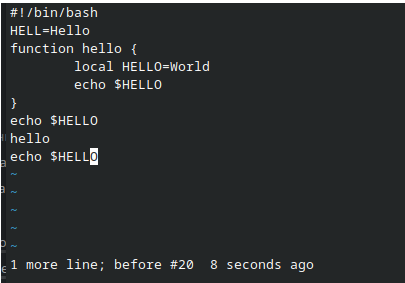 #!/bin/bash
HELL=Hello
function hello {
        local HELLO=World
        echo $HELLO
}
echo $HELLO
hello
echo $HELLO
~
~
~
~
~
1 more line; before #20  8 seconds ago